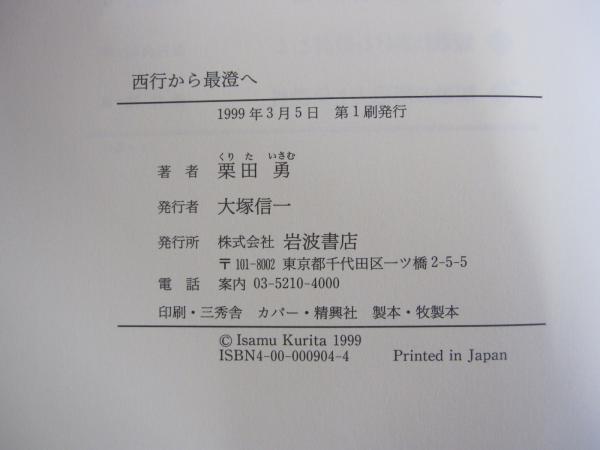 西行から最澄へ
1999年3月5日 第1刷発行
くりた いさむ
著者 栗田 勇
発行者 大塚信一
発行所 株式会社 岩波書店
〒101-8002 東京都千代田区一ツ橋2-5-5
電話 案内 03-5210-4000
印刷・三秀舎 カバー・精興社 製本・牧製本
© Isamu Kurita 1999
ISBN4-00-000904-4 Printed in Japan